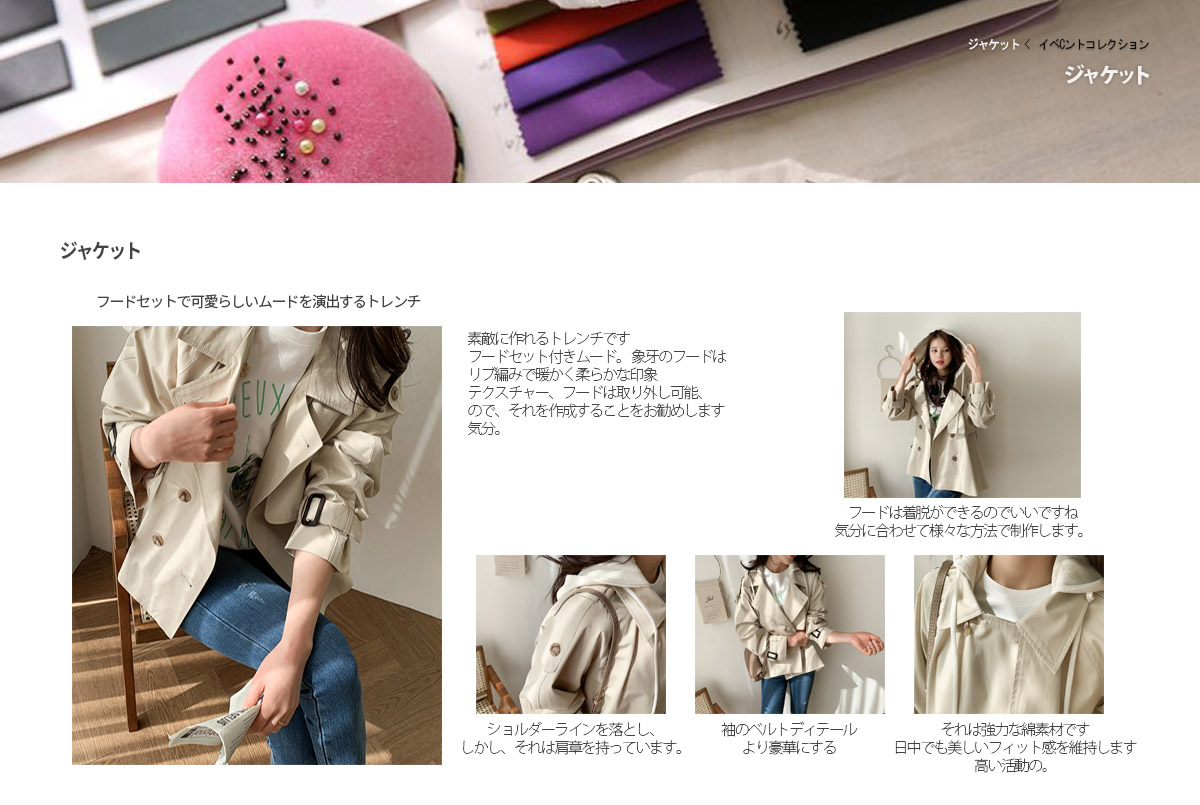 ジャケット < イベCントコレクション
ジャケット
ジャケット
フードセットで可愛らしいムードを演出するトレンチ
素敵に作れるトレンチです
フードセット付きムード。象牙のフードは
リブ編みで暖かく柔らかな印象
テクスチャー、フードは取り外し可能、
ので、それを作成することをお勧めします
気分。
フードは着脱ができるのでいいですね
気分に合わせて様々な方法で制作します。
ショルダーラインを落とし、
しかし、それは肩章を持っています。
袖のベルトディテール
より豪華にする
それは強力な綿素材です
日中でも美しいフィット感を維持します
高い活動の。
EUX